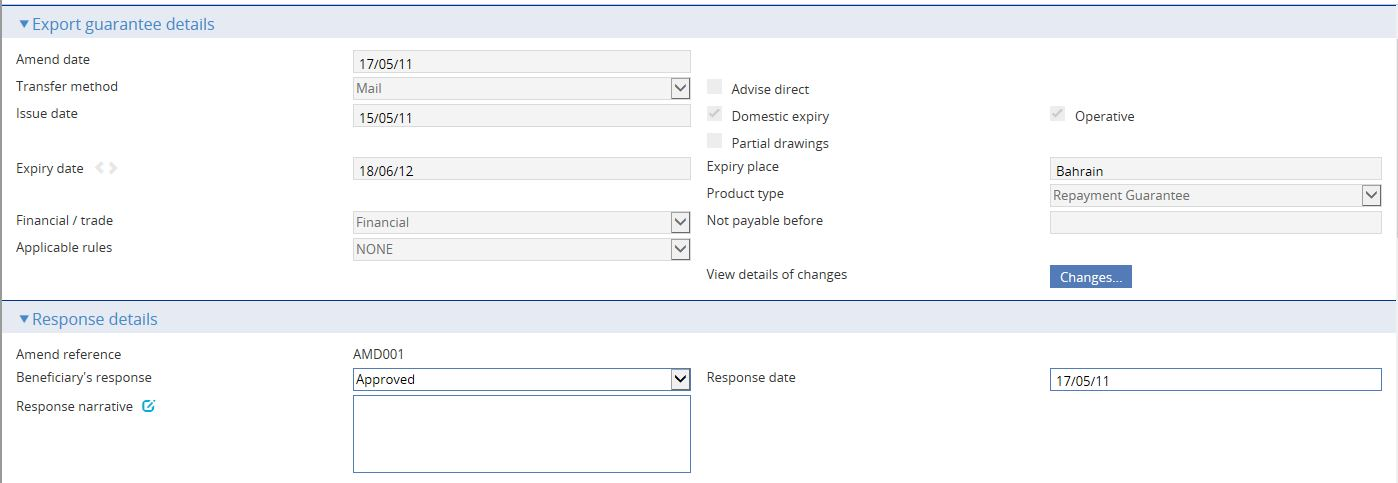 Export guarantee details
Amend date 17/05/11
Transfer method Mail Advise direct
Issue date 15/05/11 Domestic expiry Operative
Partial drawings
Expiry date 18/06/12 Expiry place Bahrain
Product type Repayment Guarantee
Financial / trade Financial Not payable before
Applicable rules NONE
View details of changes Changes...
Response details
Amend reference AMD001
Beneficiary's response Approved Response date 17/05/11
Response narrative